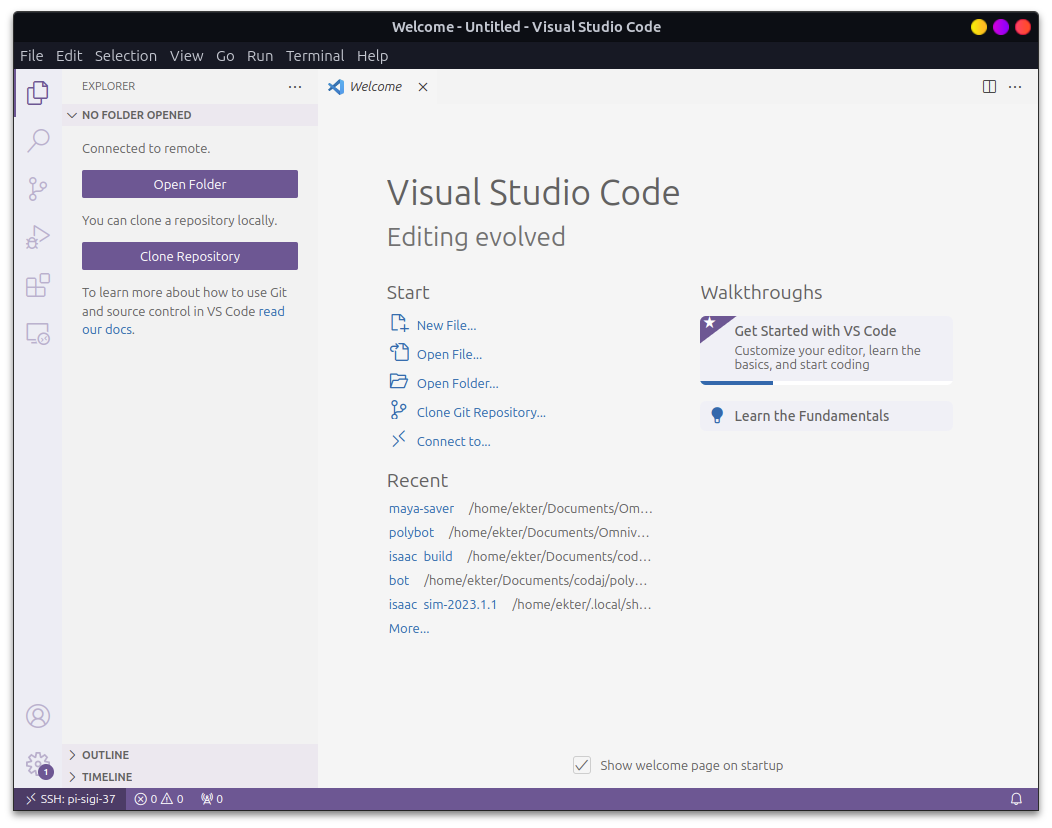 Welcome - Untitled - Visual Studio Code
File Edit Selection View Go Run Terminal Help
EXPLORER
Welcome
NO FOLDER OPENED
Connected to remote.
Open Folder
You can clone a repository locally.
Clone Repository
To learn more about how to use Git
and source control in VS Code read
our docs.
OUTLINE
TIMELINE
Visual Studio Code
Editing evolved
Start
New File...
Open File...
Open Folder...
Clone Git Repository...
Connect to...
Recent
maya-saver /home/ekter/Documents/Om...
polybot /home/ekter/Documents/Omniv...
isaac build /home/ekter/Documents/cod...
bot /home/ekter/Documents/codaj/poly...
isaac sim-2023.1.1 /home/ekter/.local/sh...
More...
Walkthroughs
Get Started with VS Code
Customize your editor, learn the
basics, and start coding
Learn the Fundamentals
Show welcome page on startup
1
SSH: pi-sigi-37 0 0 0